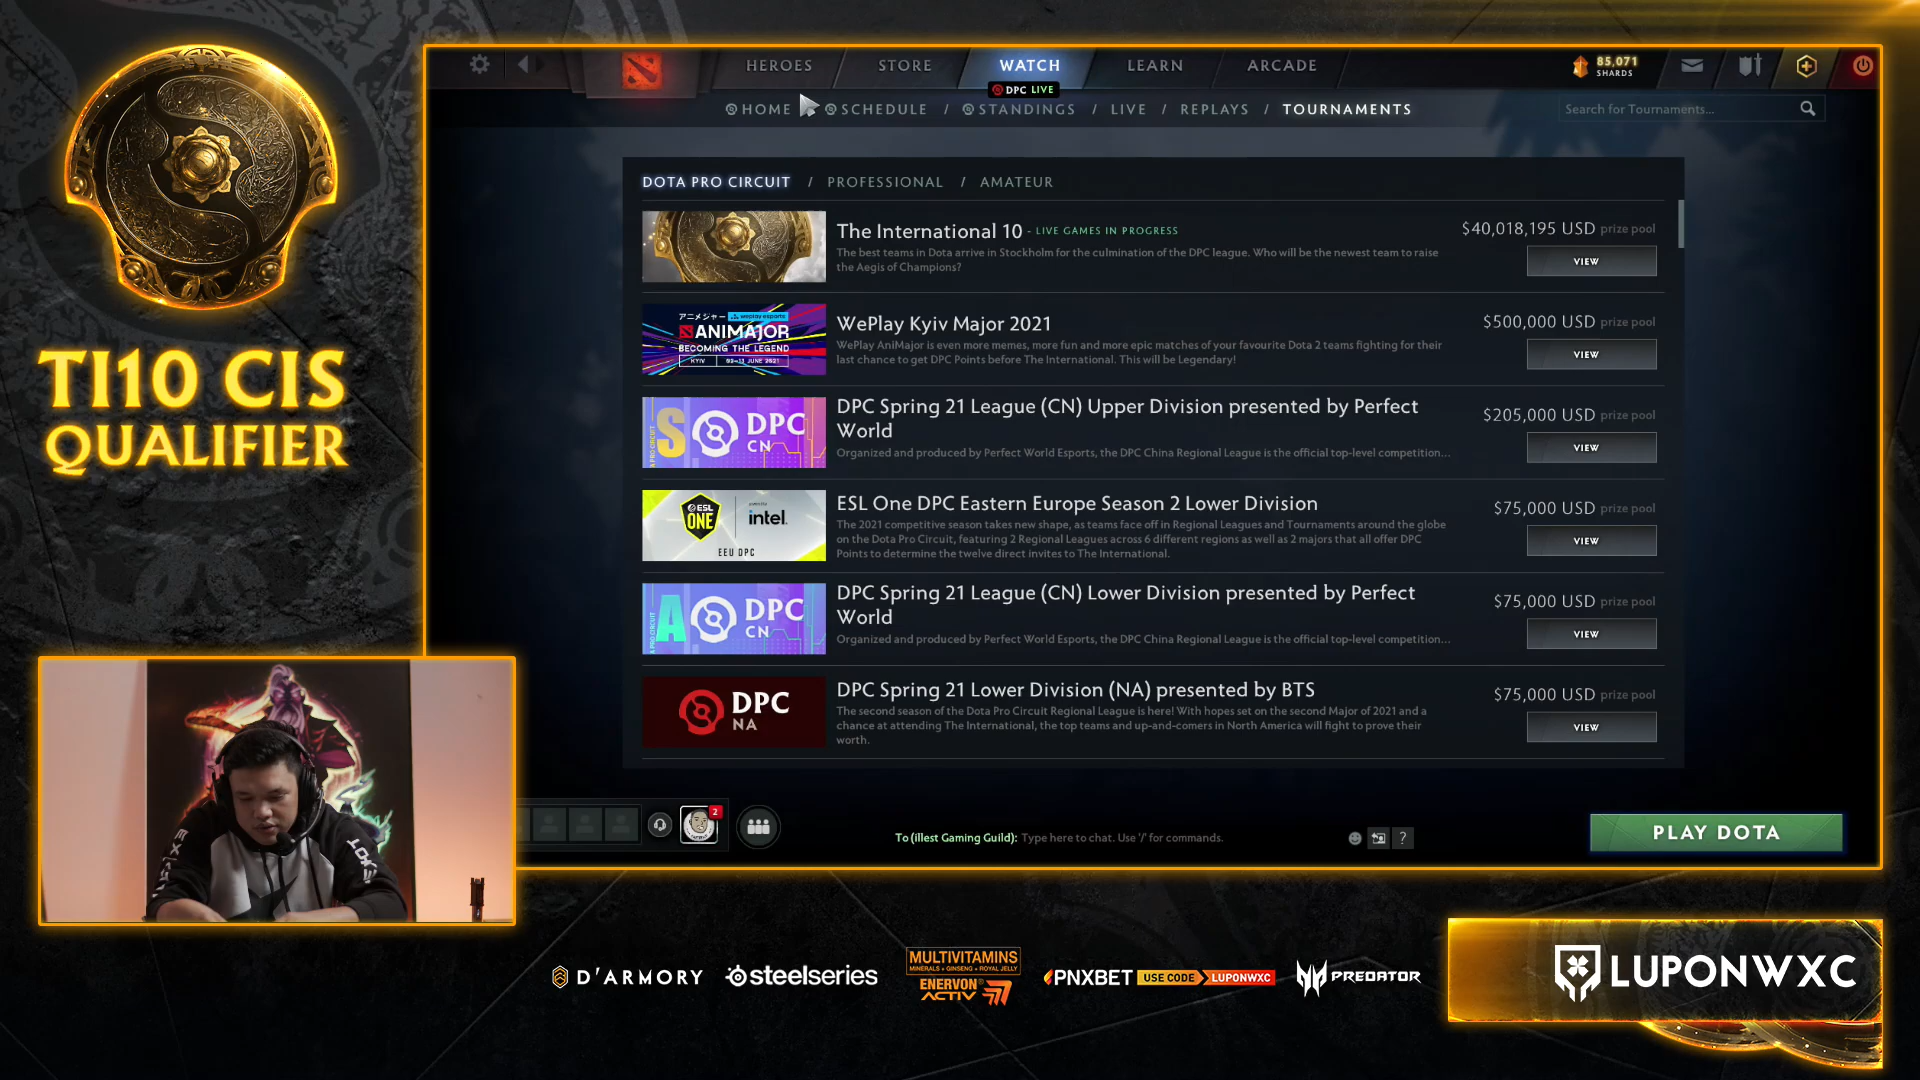 TI10 CIS
QUALIFIER
HEROES
STORE
WATCH
LEARN
ARCADE
85,071
SHARDS
DPC LIVE
HOME
SCHEDULE / STANDINGS / LIVE / REPLAYS / TOURNAMENTS
Search for Tournaments...
DOTA PRO CIRCUIT / PROFESSIONAL / AMATEUR
The International 10 - LIVE GAMES IN PROGRESS
The best teams in Dota arrive in Stockholm for the culmination of the DPC league. Who will be the newest team to raise
the Aegis of Champions?
$40,018,195 USD prize pool
VIEW
アニメジャー weplay esports
ANIMAJOR
BECOMING THE LEGEND
KYIV
WePlay Kyiv Major 2021
WePlay AniMajor is even more memes, more fun and more epic matches of your favourite Dota 2 teams fighting for their
last chance to get DPC Points before The International. This will be Legendary!
$500,000 USD prize pool
VIEW
S DPC
CN
DPC Spring 21 League (CN) Upper Division presented by Perfect
World
Organized and produced by Perfect World Esports, the DPC China Regional League is the official top-level competition...
$205,000 USD prize pool
VIEW
ESL
ONE
intel.
EEU DPC
ESL One DPC Eastern Europe Season 2 Lower Division
The 2021 competitive season takes new shape, as teams face off in Regional Leagues and Tournaments around the globe
on the Dota Pro Circuit, featuring 2 Regional Leagues across 6 different regions as well as 2 majors that all offer DPC
Points to determine the twelve direct invites to The International.
$75,000 USD prize pool
VIEW
A DPC
CN
DPC Spring 21 League (CN) Lower Division presented by Perfect
World
Organized and produced by Perfect World Esports, the DPC China Regional League is the official top-level competition...
$75,000 USD prize pool
VIEW
DPC
NA
DPC Spring 21 Lower Division (NA) presented by BTS
The second season of the Dota Pro Circuit Regional League is here! With hopes set on the second Major of 2021 and a
chance at attending The International, the top teams and up-and-comers in North America will fight to prove their
worth.
$75,000 USD prize pool
VIEW
2
To (illest Gaming Guild): Type here to chat. Use '/' for commands.
?
PLAY DOTA
D'ARMORY
steelseries
MULTIVITAMINS
MINERALS + GINSENG + ROYAL JELLY
ENERVON
ACTIV
PNXBET USE CODE LUPONWXC
PREDATOR
LUPONWXC